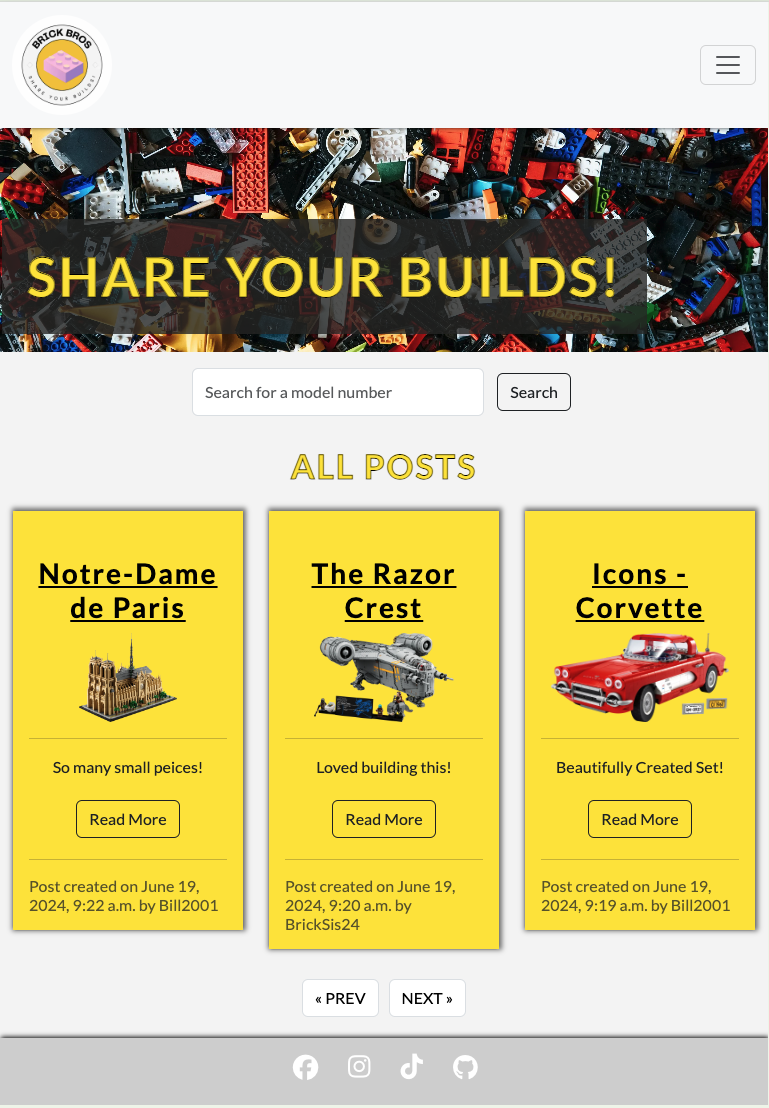 BRICK BROS
SHARE YOUR BUILDS!
SHARE YOUR BUILDS!
Search for a model number
Search
ALL POSTS
Notre-Dame
de Paris
So many small peices!
Read More
Post created on June 19,
2024, 9:22 a.m. by Bill2001
The Razor
Crest
Loved building this!
Read More
Post created on June 19,
2024, 9:20 a.m. by
BrickSis24
Icons -
Corvette
Beautifully Created Set!
Read More
Post created on June 19,
2024, 9:19 a.m. by Bill2001
« PREV
NEXT »